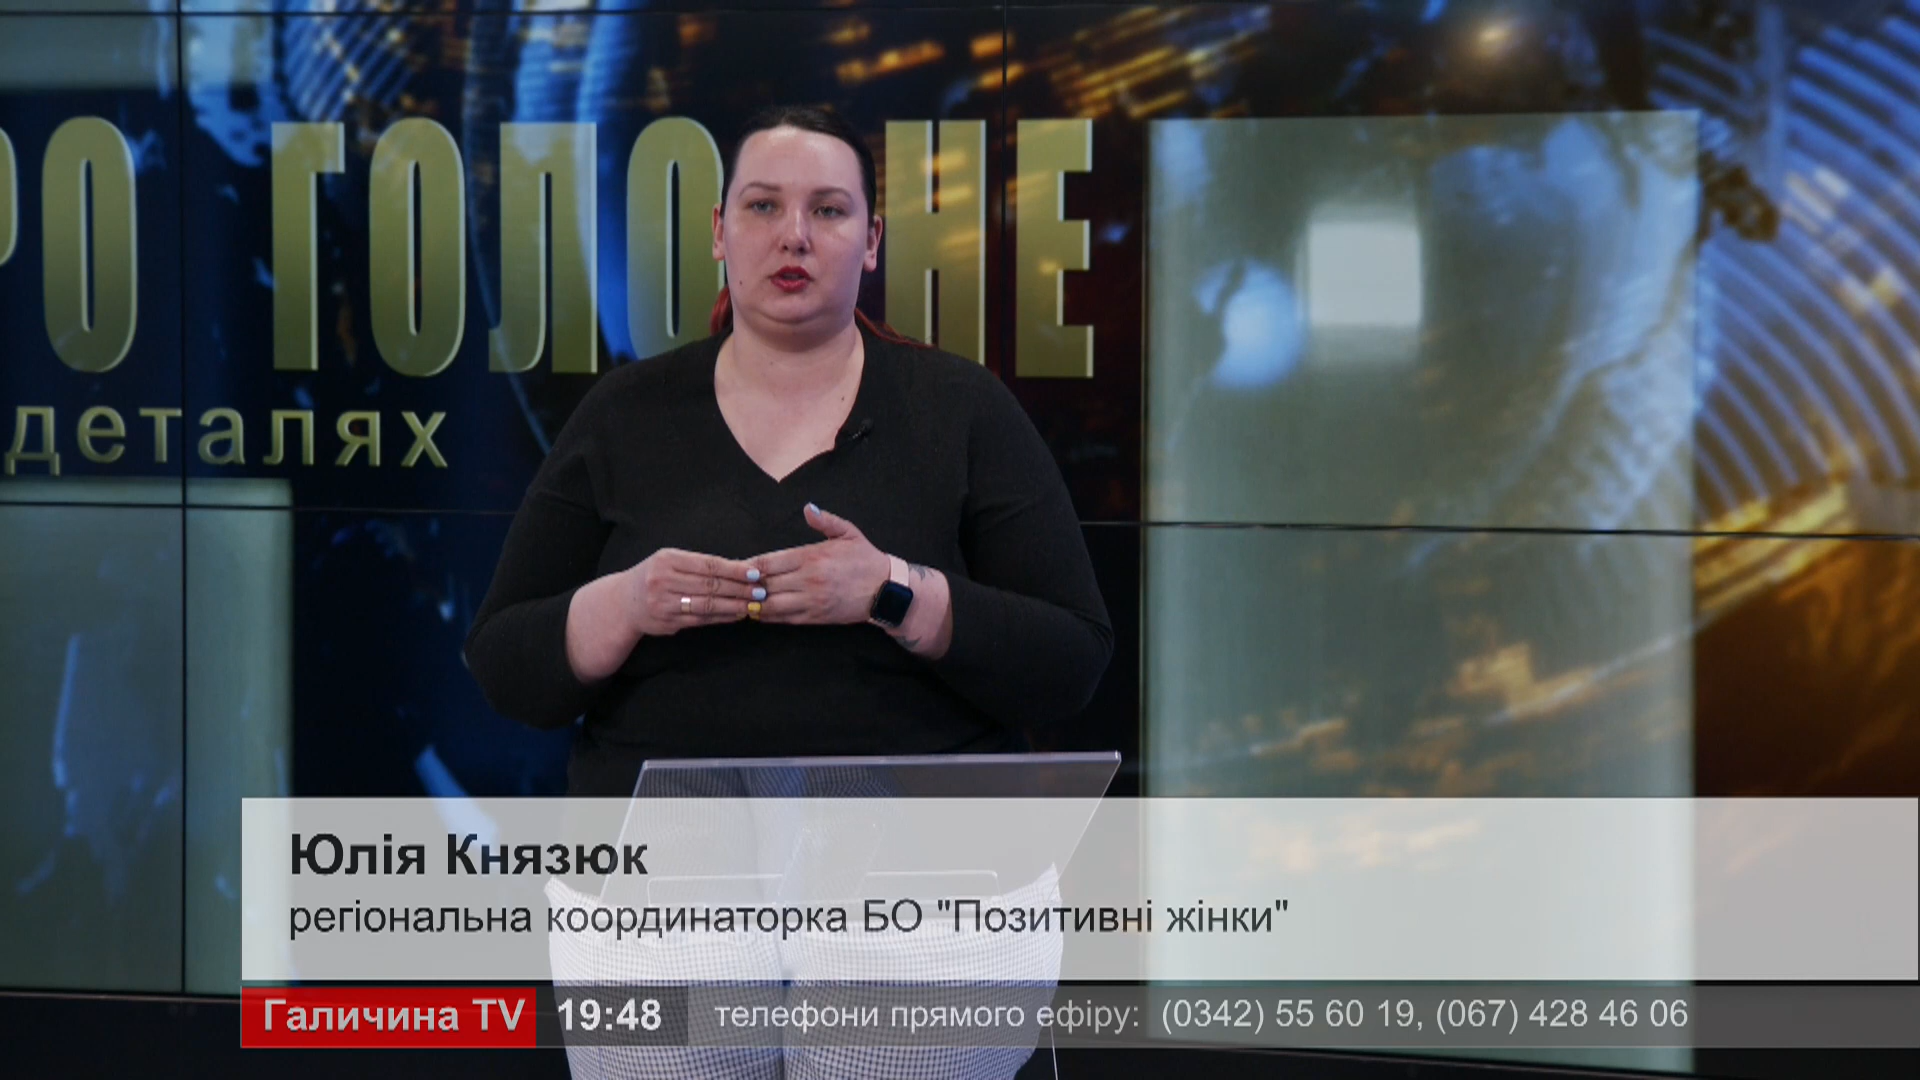 РО ГОЛО НЕ
деталях
Юлія Князюк
регіональна координаторка БО "Позитивні жінки"
Галичина TV 19:48 телефони прямого ефіру: (0342) 55 60 19, (067) 428 46 06